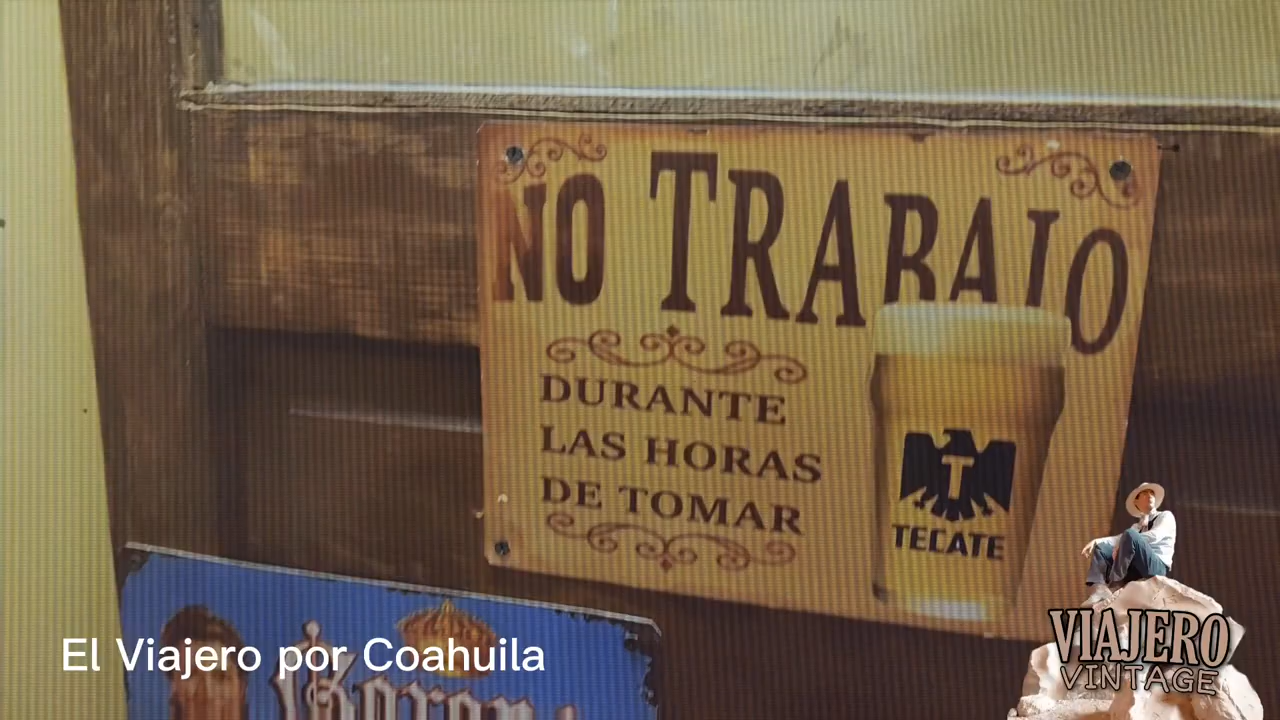 NO TRABAJO
DURANTE
LAS HORAS
DE TOMAR
T
TECATE
El Viajero por Coahuila
VIAJERO
VINTAGE